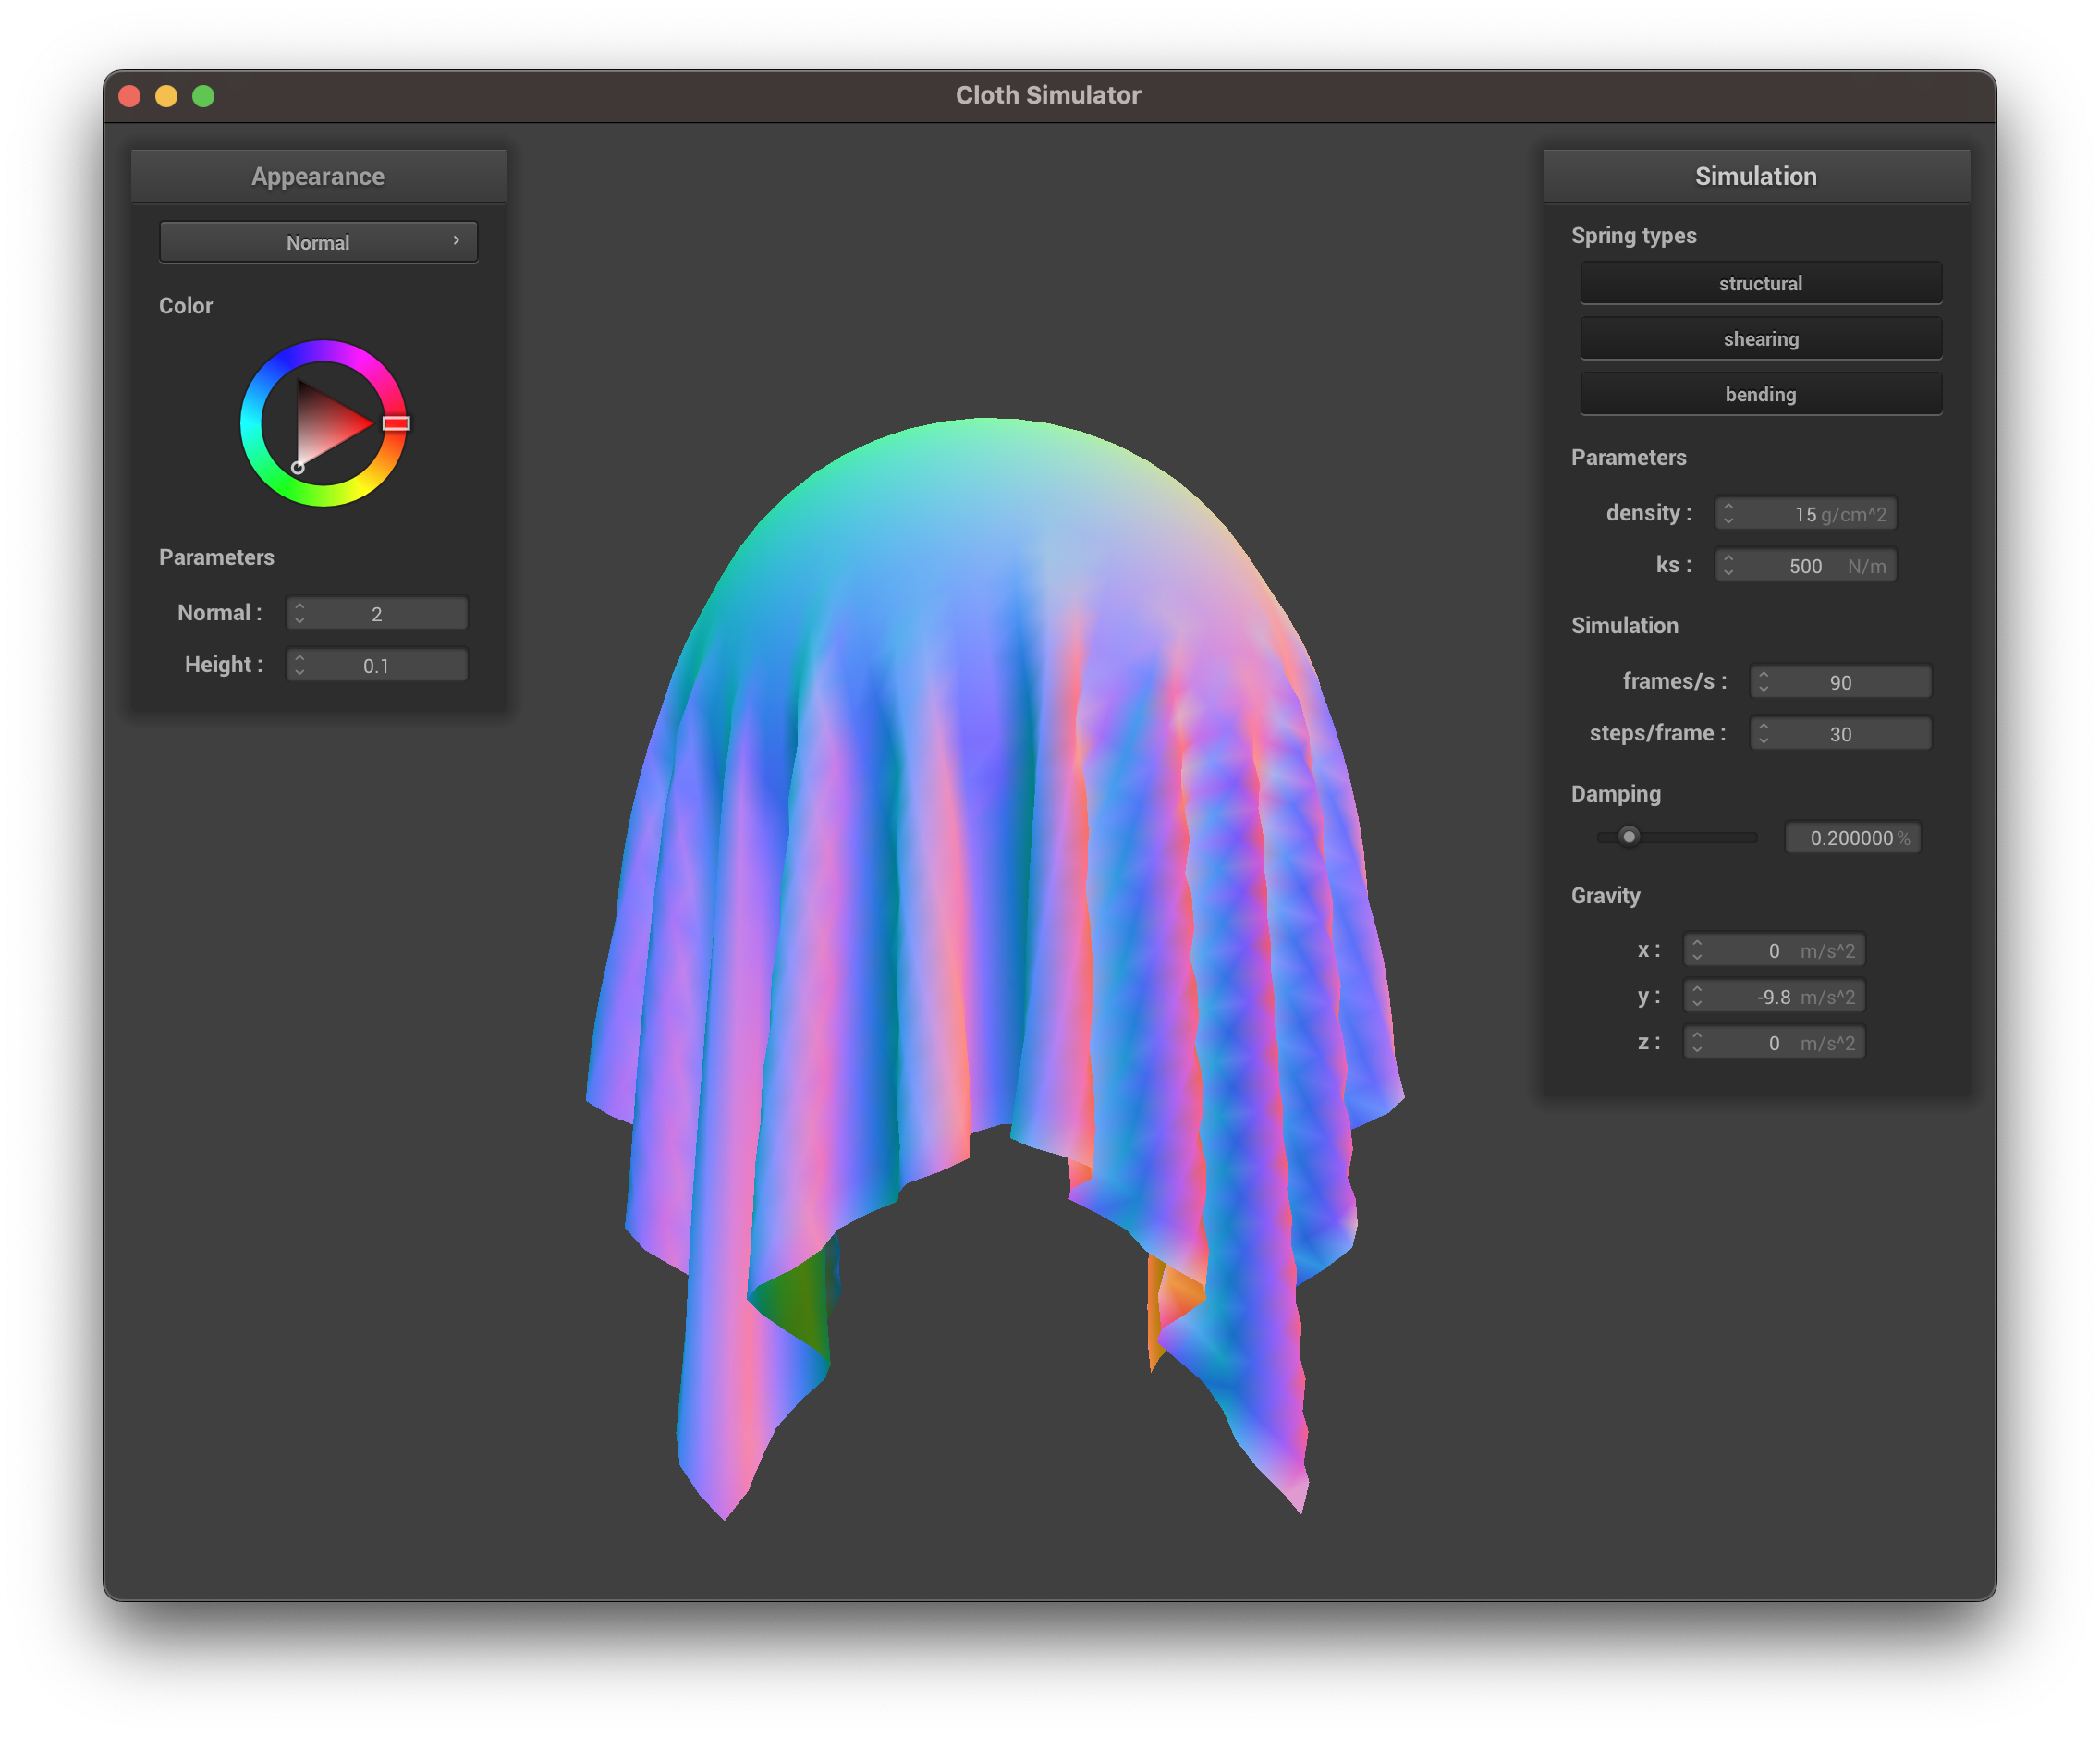 Cloth Simulator
Appearance
Normal
Color
Parameters
Normal : 2
Height : 0.1
Simulation
Spring types
structural
shearing
bending
Parameters
density : 15 g/cm^2
ks : 500 N/m
Simulation
frames/s : 90
steps/frame : 30
Damping
0.200000 %
Gravity
x : 0 m/s^2
y : -9.8 m/s^2
z : 0 m/s^2